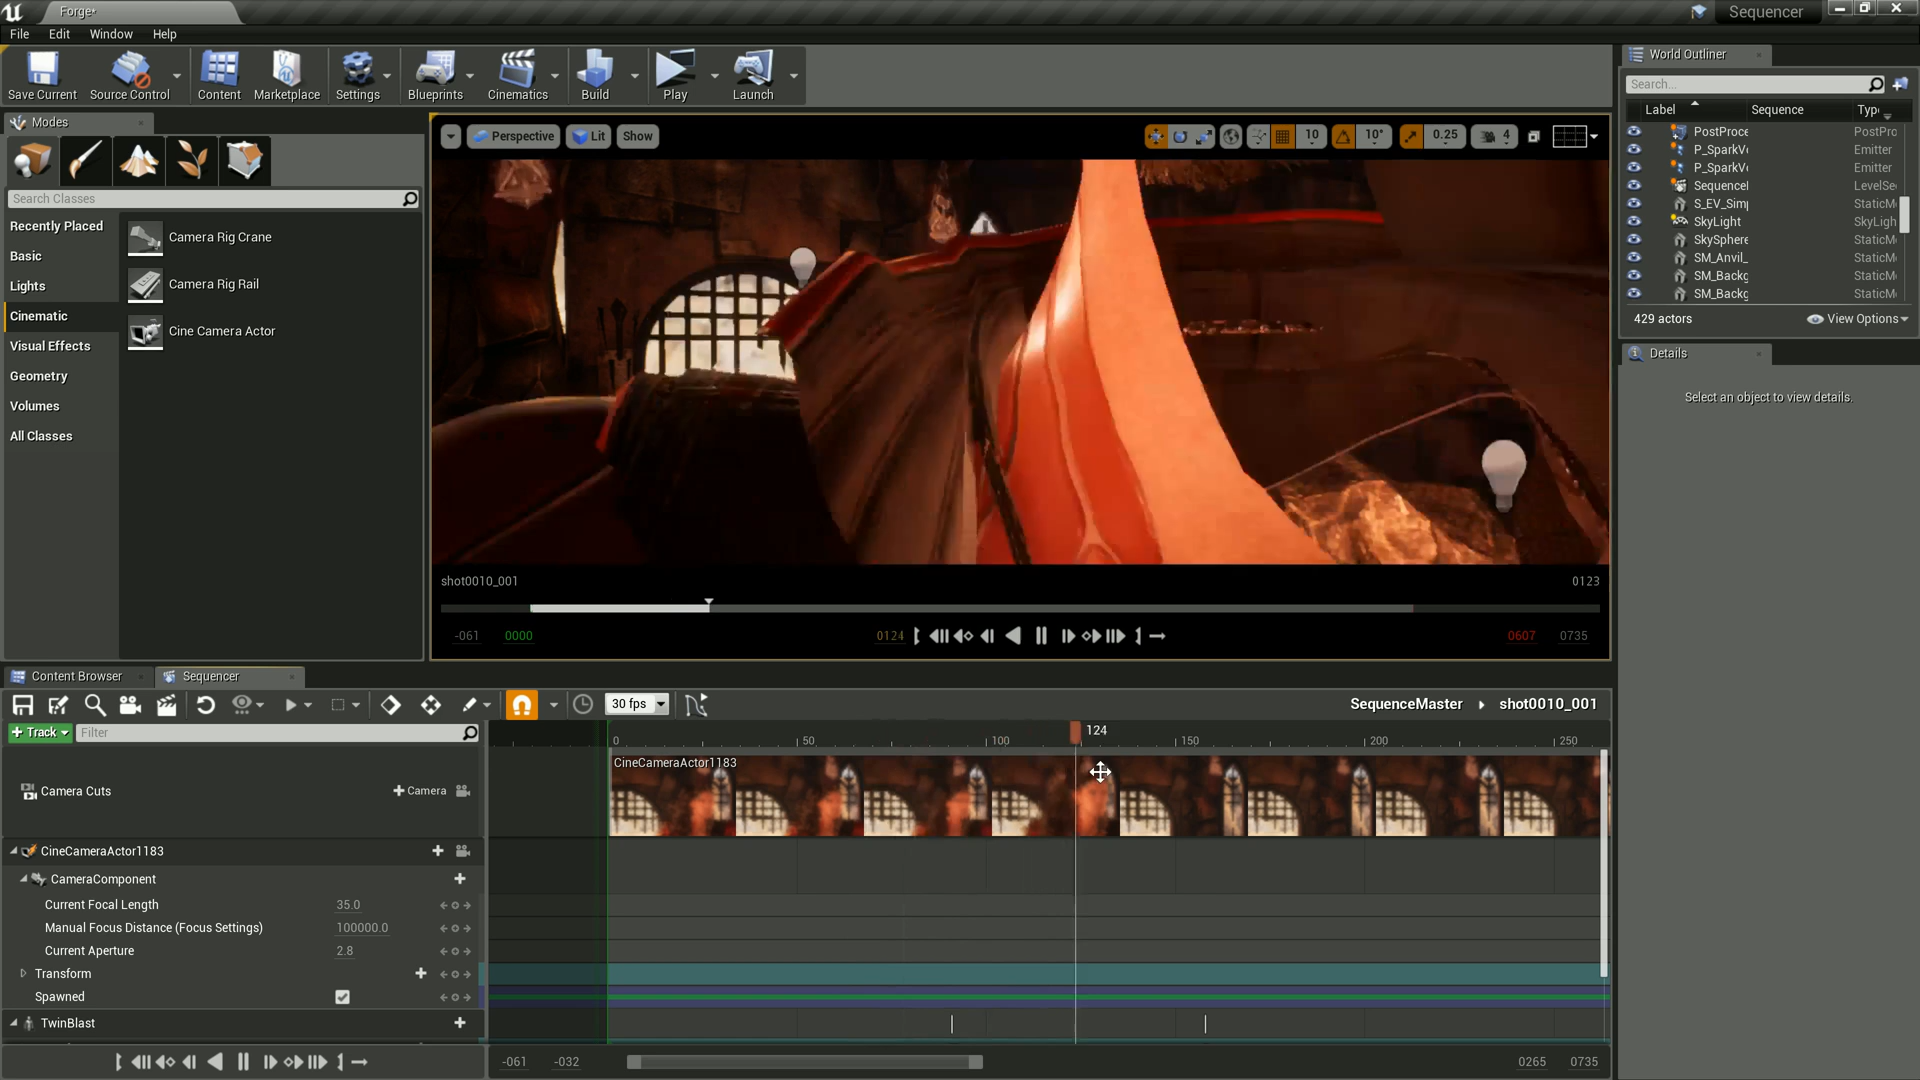 Forge*
Sequencer
File Edit Window Help
Save Current
Source Control
Content
Marketplace
Settings
Blueprints
Cinematics
Build
Play
Launch
Modes
Search Classes
Recently Placed
Basic
Lights
Cinematic
Visual Effects
Geometry
Volumes
All Classes
Camera Rig Crane
Camera Rig Rail
Cine Camera Actor
Perspective Lit Show
10 10° 0.25 4
shot0010_001 0123
-061 0000 0124 0607 0735
World Outliner
Search...
Label Sequence Typ
PostProce PostPro
P_SparkV Emitter
P_SparkV Emitter
Sequence LevelSe
S_EV_Sim StaticM
SkyLight SkyLigh
SkySphere StaticM
SM_Anvil_ StaticM
SM_Backg StaticM
SM_Backg StaticM
429 actors View Options
Details
Select an object to view details.
Content Browser
Sequencer
30 fps
SequenceMaster shot0010_001
Track
Filter
124
0 50 100 150 200 250
CineCameraActor1183
Camera Cuts Camera
CineCameraActor1183
CameraComponent
Current Focal Length 35.0
Manual Focus Distance (Focus Settings) 100000.0
Current Aperture 2.8
Transform
Spawned
TwinBlast
-061 -032 0265 0735